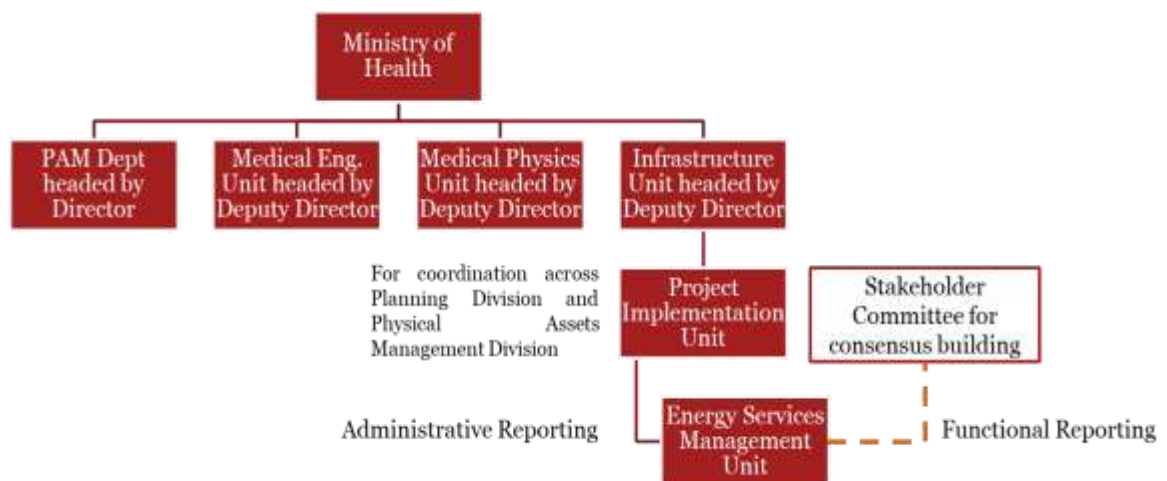 Ministry of
Health
PAM Dept
headed by
Director
Medical Eng.
Unit headed by
Deputy Director
Medical Physics
Unit headed by
Deputy Director
Infrastructure
Unit headed by
Deputy Director
For coordination across
Planning Division and
Physical Assets
Management Division
Project
Implementation
Unit
Stakeholder
Committee for
consensus building
Administrative Reporting
Energy Services
Management
Unit
Functional Reporting